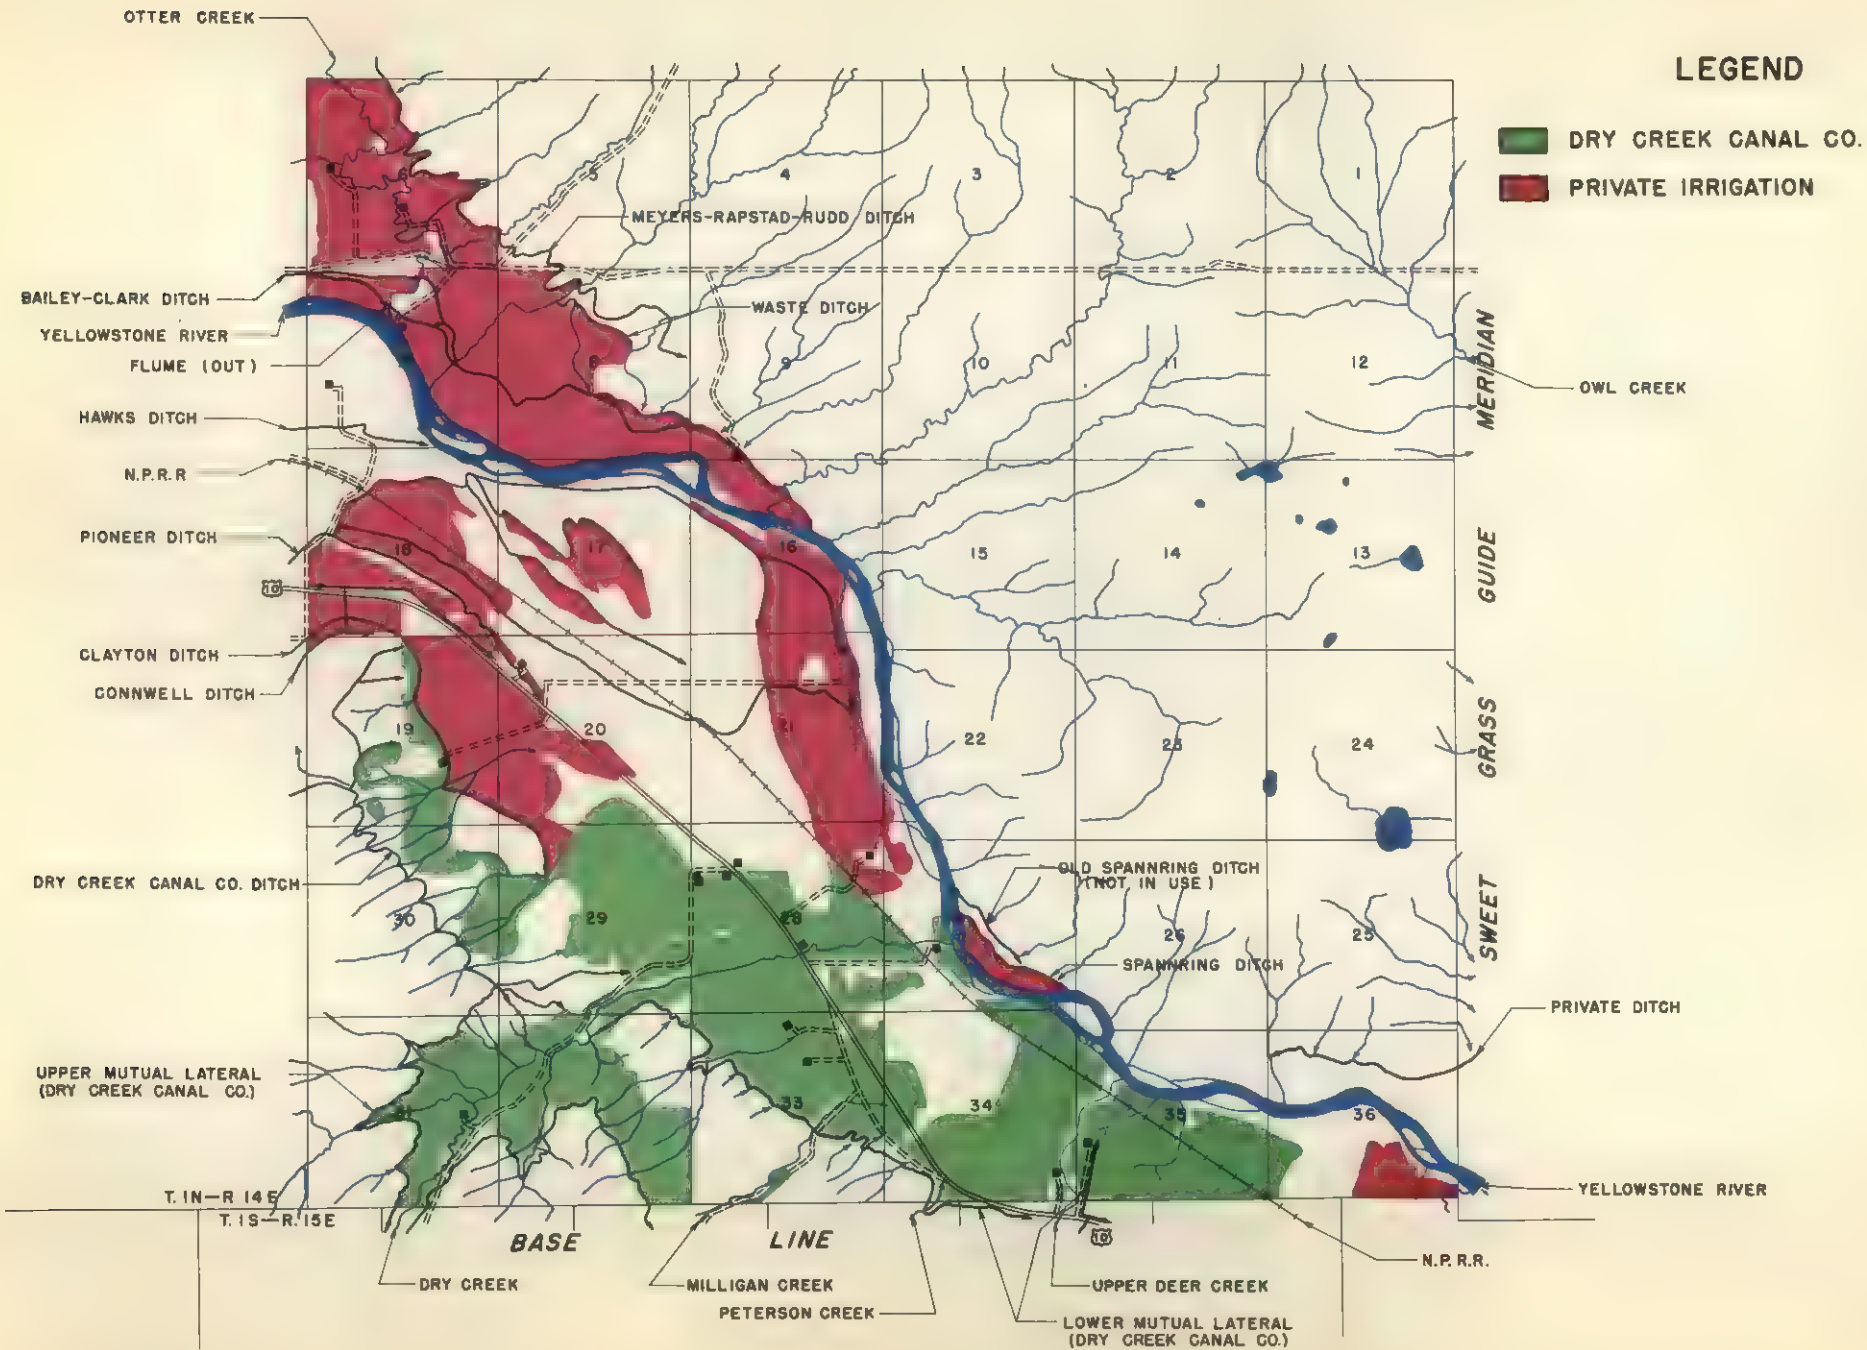 OTTER CREEK
LEGEND
DRY CREEK CANAL CO.
PRIVATE IRRIGATION
6
5
4
3
2
1
MEYERS-RAPSTAD-RUDD DITCH
BAILEY-CLARK DITCH
YELLOWSTONE RIVER
FLUME (OUT)
WASTE DITCH
8
9
10
11
12
OWL CREEK
HAWKS DITCH
N.P.R.R
PIONEER DITCH
10
18
17
16
15
14
13
CLAYTON DITCH
CONNWELL DITCH
19
20
21
22
23
24
SWEET GRASS GUIDE MERIDIAN
DRY CREEK CANAL CO. DITCH
OLD SPANNRING DITCH
(NOT IN USE)
30
29
28
26
25
SPANNRING DITCH
PRIVATE DITCH
UPPER MUTUAL LATERAL
(DRY CREEK CANAL CO.)
31
33
34
35
36
T. 1N—R 14E
T. 1S—R. 15E
YELLOWSTONE RIVER
BASE LINE
10
N.P.R.R.
DRY CREEK
MILLIGAN CREEK
UPPER DEER CREEK
PETERSON CREEK
LOWER MUTUAL LATERAL
(DRY CREEK CANAL CO.)